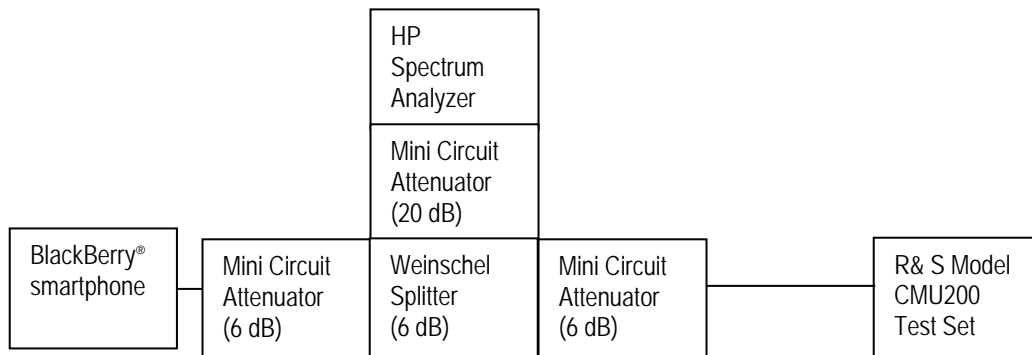 HP
Spectrum
Analyzer
Mini Circuit
Attenuator
(20 dB)
BlackBerry®
smartphone
Mini Circuit
Attenuator
(6 dB)
Weinschel
Splitter
(6 dB)
Mini Circuit
Attenuator
(6 dB)
R& S Model
CMU200
Test Set